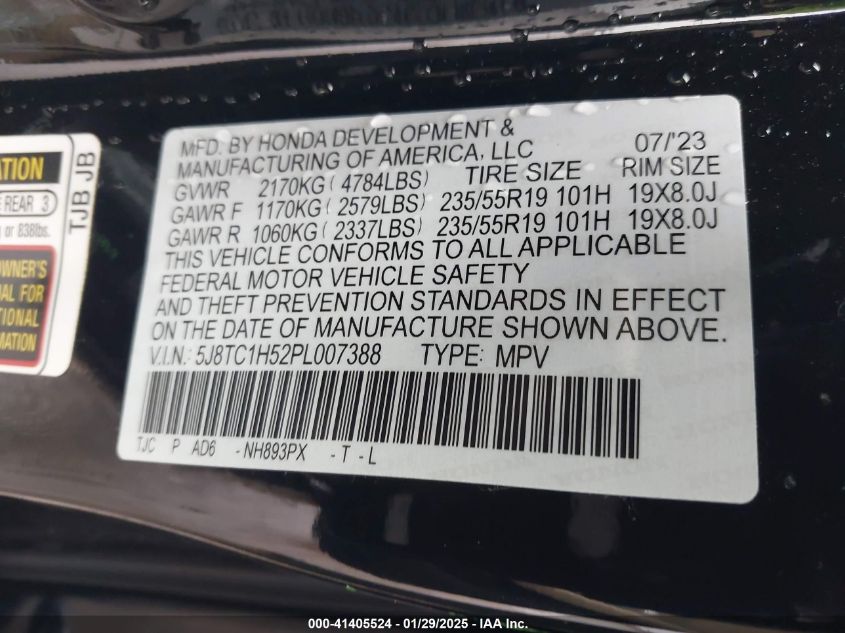 ATION
REAR 3
or 838lbs.
OWNER'S
AL FOR
TIONAL
MATION
TJB JB
MFD. BY HONDA DEVELOPMENT &
MANUFACTURING OF AMERICA, LLC 07/'23
GVWR 2170KG (4784LBS) TIRE SIZE RIM SIZE
GAWR F 1170KG (2579LBS) 235/55R19 101H 19X8.0J
GAWR R 1060KG (2337LBS) 235/55R19 101H 19X8.0J
THIS VEHICLE CONFORMS TO ALL APPLICABLE
FEDERAL MOTOR VEHICLE SAFETY
AND THEFT PREVENTION STANDARDS IN EFFECT
ON THE DATE OF MANUFACTURE SHOWN ABOVE.
V.I.N.: 5J8TC1H52PL007388 TYPE: MPV
TJC P AD6 -NH893PX -T-L
000-41405524 - 01/29/2025 - IAA Inc.